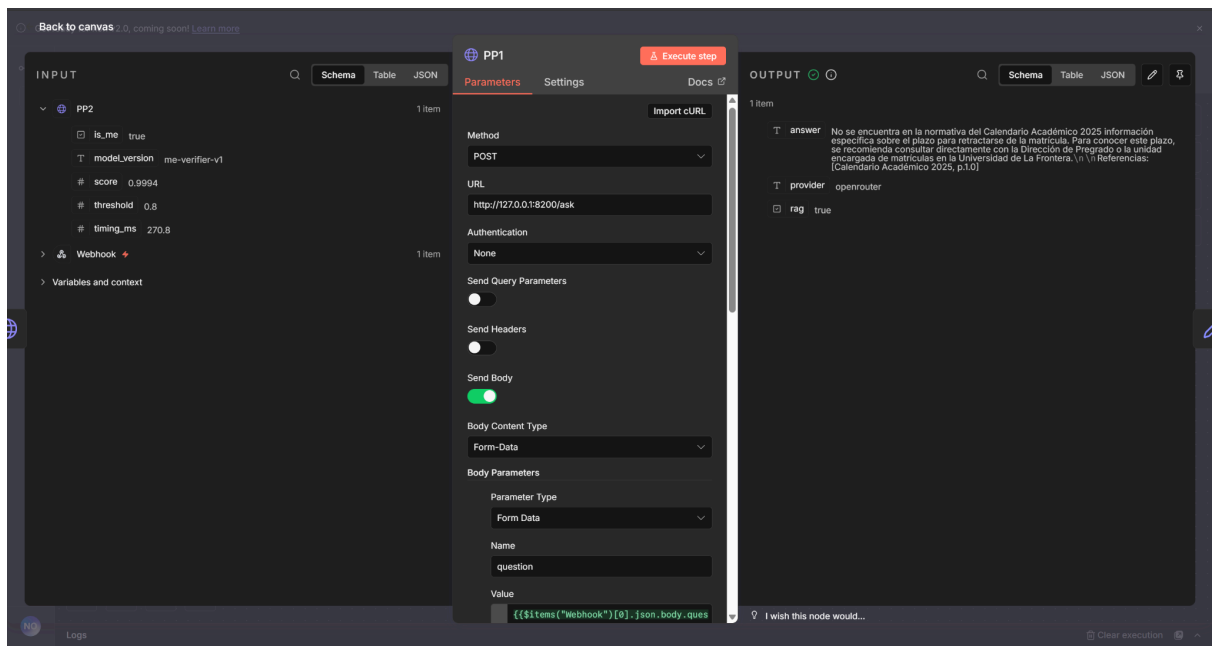 Back to canvas 2.0, coming soon! Learn more
INPUT
Schema Table JSON
PP2 1 item
is_me true
T model_version me-verifier-v1
# score 0.9994
# threshold 0.8
# timing_ms 270.8
Webhook 1 item
Variables and context
PP1
Execute step
Parameters Settings Docs
Import cURL
Method
POST
URL
http://127.0.0.1:8200/ask
Authentication
None
Send Query Parameters
Send Headers
Send Body
Body Content Type
Form-Data
Body Parameters
Parameter Type
Form Data
Name
question
Value
{{$items("Webhook")[0].json.body.ques
OUTPUT
Schema Table JSON
1 item
T answer No se encuentra en la normativa del Calendario Académico 2025 información
específica sobre el plazo para retractarse de la matrícula. Para conocer este plazo,
se recomienda consultar directamente con la Dirección de Pregrado o la unidad
encargada de matrículas en la Universidad de La Frontera.\n \n Referencias:
[Calendario Académico 2025, p.1.0]
T provider openrouter
rag true
I wish this node would...
NO
Logs
Clear execution